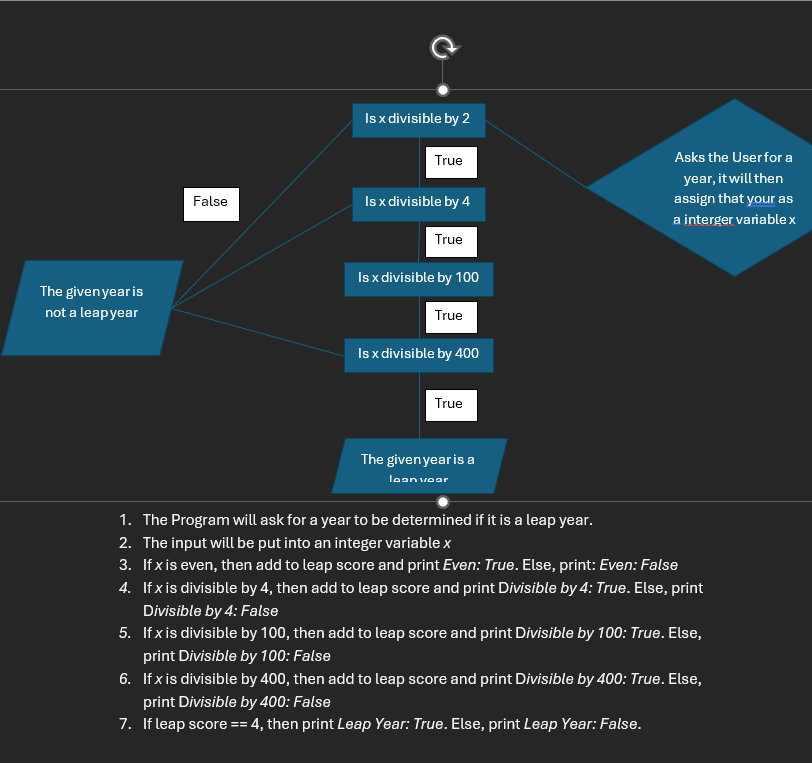 Is x divisible by 2
True
Asks the User for a
year, it will then
assign that your as
a interger variable x
False
Is x divisible by 4
True
Is x divisible by 100
The given year is
not a leap year
True
Is x divisible by 400
True
The given year is a
leap year
1. The Program will ask for a year to be determined if it is a leap year.
2. The input will be put into an integer variable x
3. If x is even, then add to leap score and print Even: True. Else, print: Even: False
4. If x is divisible by 4, then add to leap score and print Divisible by 4: True. Else, print
Divisible by 4: False
5. If x is divisible by 100, then add to leap score and print Divisible by 100: True. Else,
print Divisible by 100: False
6. If x is divisible by 400, then add to leap score and print Divisible by 400: True. Else,
print Divisible by 400: False
7. If leap score == 4, then print Leap Year: True. Else, print Leap Year: False.